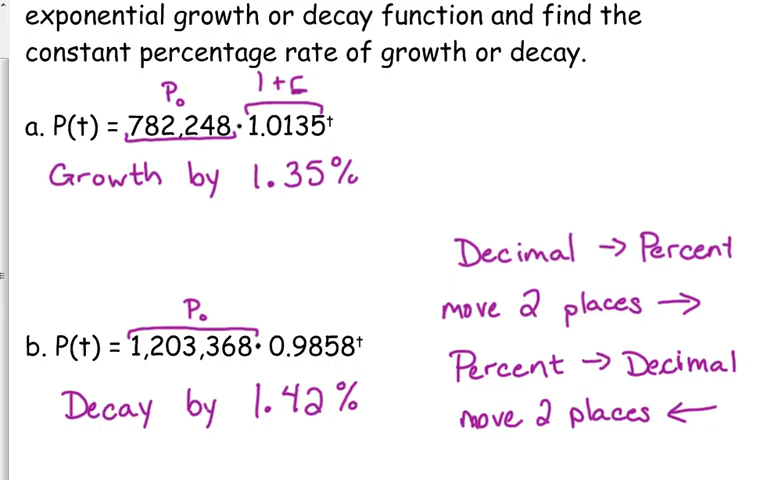 exponential growth or decay function and find the
constant percentage rate of growth or decay.
P₀ 1+r
a. P(t) = 782,248 · 1.0135ᵗ
Growth by 1.35%
Decimal → Percent
move 2 places →
P₀
b. P(t) = 1,203,368 · 0.9858ᵗ
Percent → Decimal
Decay by 1.42%
move 2 places ←